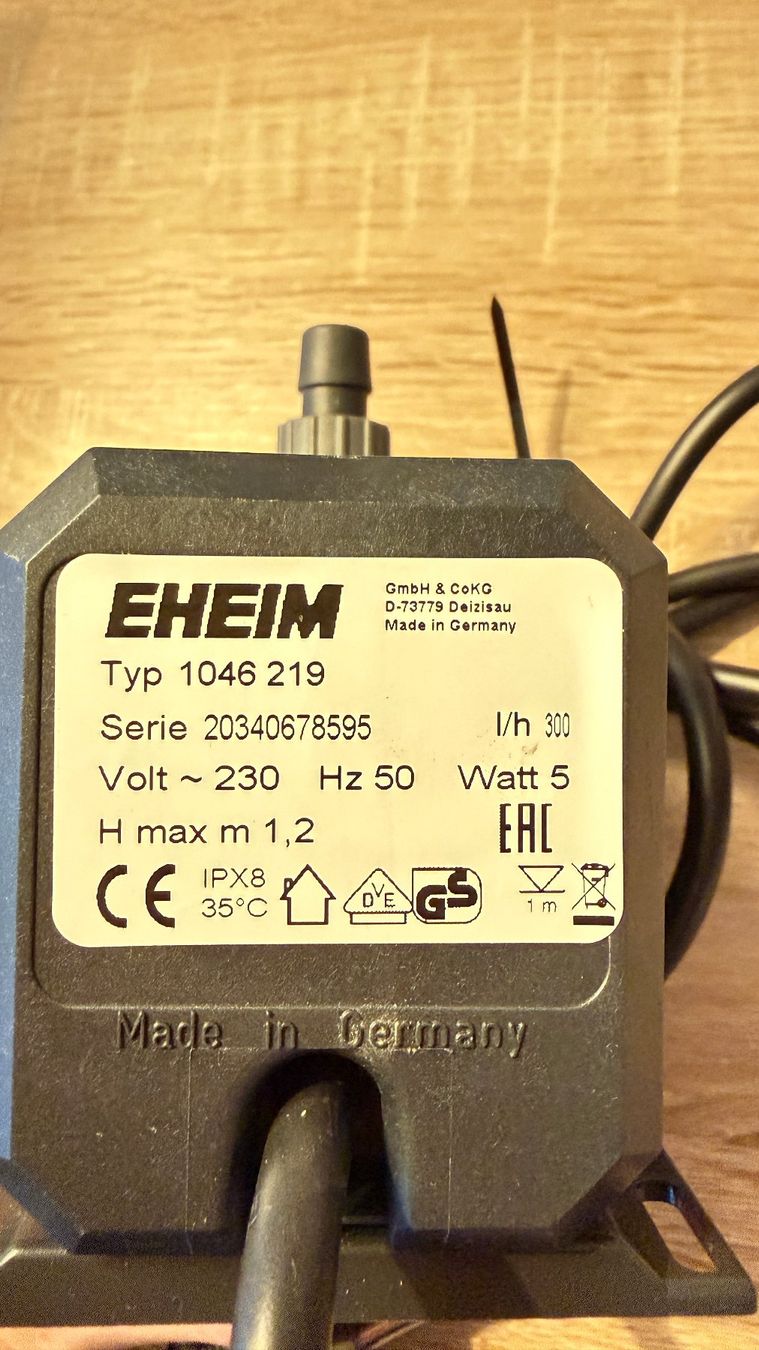 EHEIM
GmbH & CoKG
D-73779 Deizisau
Made in Germany
Typ 1046 219
Serie 20340678595 l/h 300
Volt ~ 230 Hz 50 Watt 5
H max m 1,2 EAC
CE IPX8
35°C
DVE
GS
1 m
Made in Germany